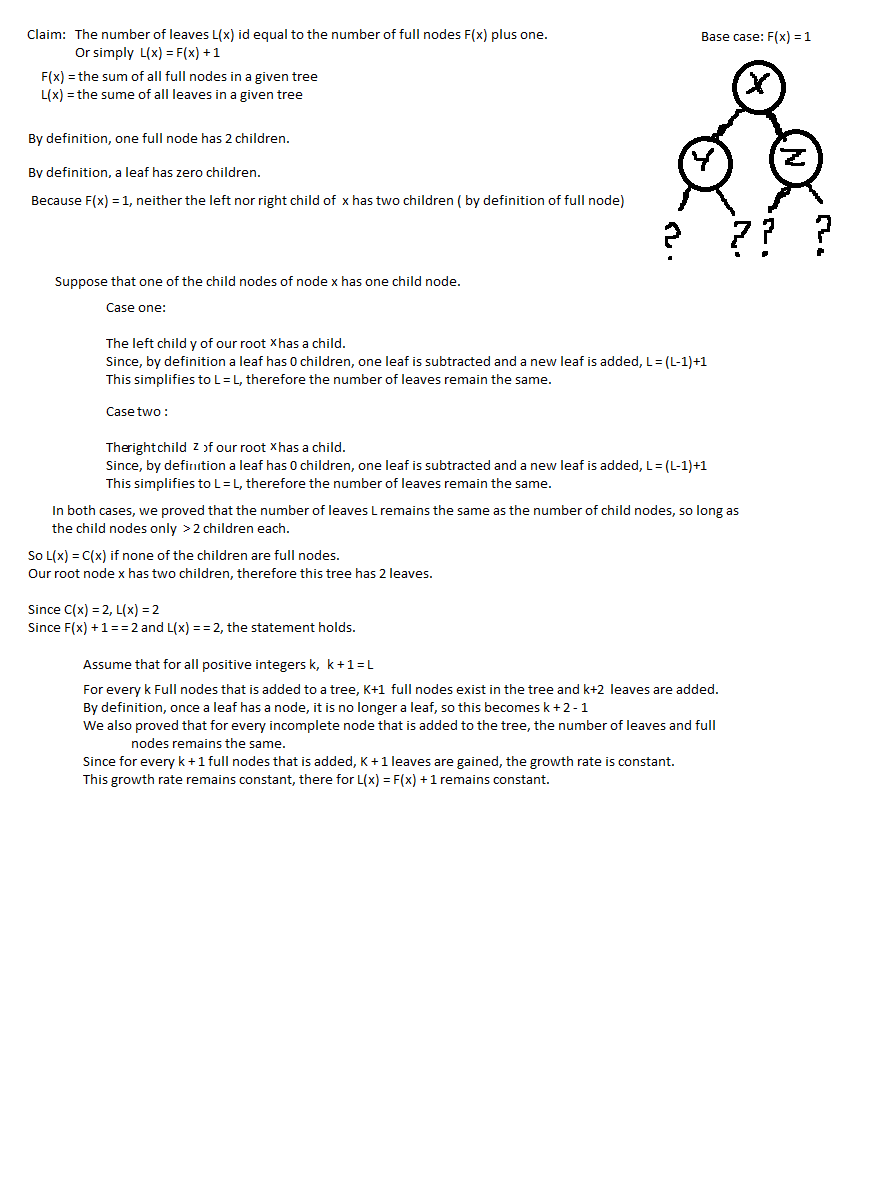 Claim: The number of leaves L(x) id equal to the number of full nodes F(x) plus one.
Or simply L(x) = F(x) + 1
F(x) = the sum of all full nodes in a given tree
L(x) = the sume of all leaves in a given tree
By definition, one full node has 2 children.
By definition, a leaf has zero children.
Because F(x) = 1, neither the left nor right child of x has two children ( by definition of full node)
Base case: F(x) = 1
X
Y Z
? ? ? ?
Suppose that one of the child nodes of node x has one child node.
Case one:
The left child y of our root x has a child.
Since, by definition a leaf has 0 children, one leaf is subtracted and a new leaf is added, L = (L-1)+1
This simplifies to L = L, therefore the number of leaves remain the same.
Case two :
The right child z of our root x has a child.
Since, by definition a leaf has 0 children, one leaf is subtracted and a new leaf is added, L = (L-1)+1
This simplifies to L = L, therefore the number of leaves remain the same.
In both cases, we proved that the number of leaves L remains the same as the number of child nodes, so long as
the child nodes only > 2 children each.
So L(x) = C(x) if none of the children are full nodes.
Our root node x has two children, therefore this tree has 2 leaves.
Since C(x) = 2, L(x) = 2
Since F(x) + 1 = = 2 and L(x) = = 2, the statement holds.
Assume that for all positive integers k, k + 1 = L
For every k Full nodes that is added to a tree, K+1 full nodes exist in the tree and k+2 leaves are added.
By definition, once a leaf has a node, it is no longer a leaf, so this becomes k + 2 - 1
We also proved that for every incomplete node that is added to the tree, the number of leaves and full
nodes remains the same.
Since for every k + 1 full nodes that is added, K + 1 leaves are gained, the growth rate is constant.
This growth rate remains constant, there for L(x) = F(x) + 1 remains constant.